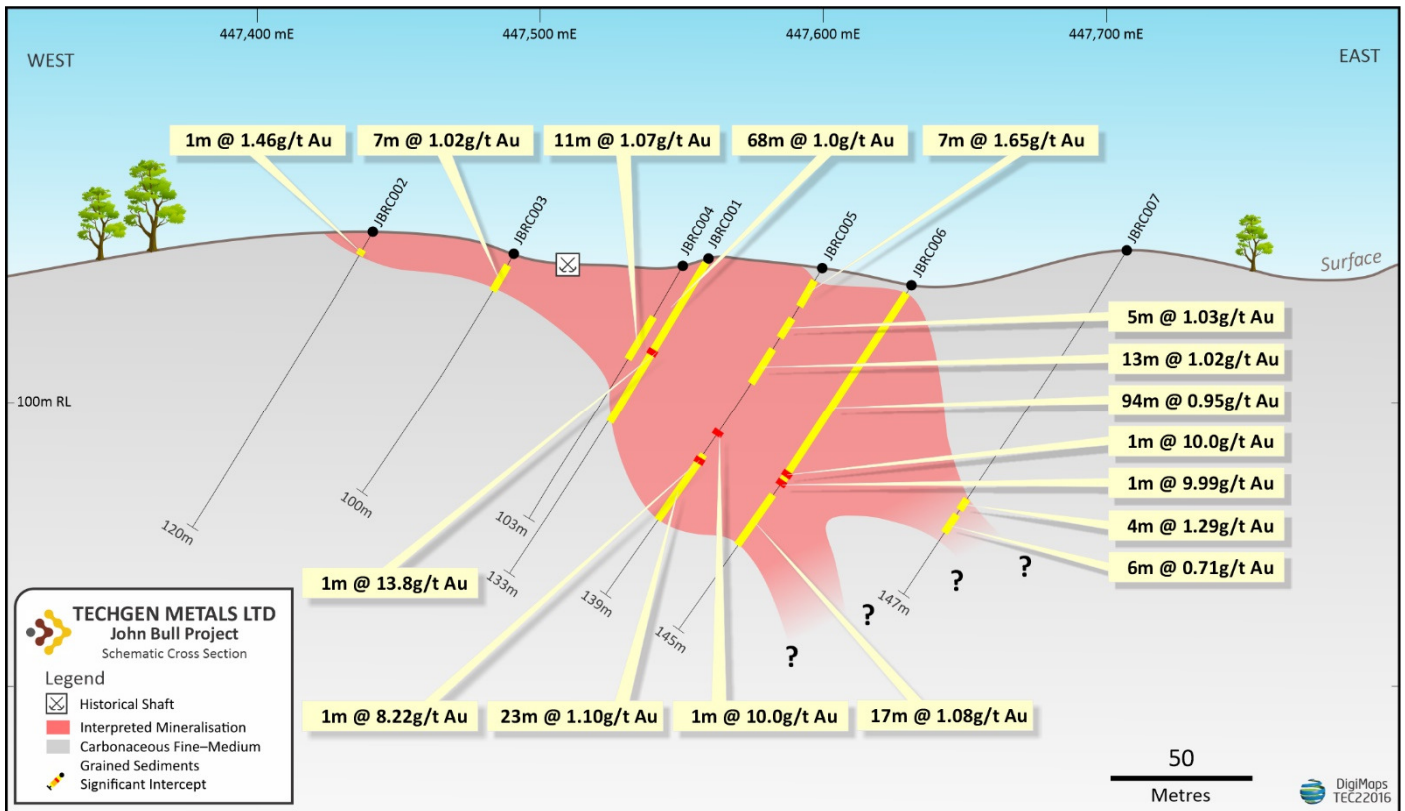 447,400 mE
447,500 mE
447,600 mE
447,700 mE
WEST
EAST
1m @ 1.46g/t Au
7m @ 1.02g/t Au
11m @ 1.07g/t Au
68m @ 1.0g/t Au
7m @ 1.65g/t Au
JBRC002
JBRC003
JBRC004
JBRC001
JBRC005
JBRC006
JBRC007
Surface
5m @ 1.03g/t Au
13m @ 1.02g/t Au
100m RL
94m @ 0.95g/t Au
1m @ 10.0g/t Au
1m @ 9.99g/t Au
4m @ 1.29g/t Au
6m @ 0.71g/t Au
120m
100m
103m
133m
139m
145m
147m
?
?
?
?
1m @ 13.8g/t Au
1m @ 8.22g/t Au
23m @ 1.10g/t Au
1m @ 10.0g/t Au
17m @ 1.08g/t Au
TECHGEN METALS LTD
John Bull Project
Schematic Cross Section
Legend
Historical Shaft
Interpreted Mineralisation
Carbonaceous Fine–Medium
Grained Sediments
Significant Intercept
50
Metres
DigiMaps
TEC22016